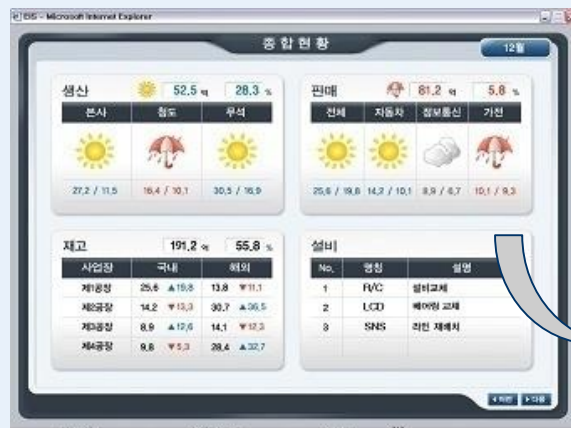 EIS - Microsoft Internet Explorer
종합현황
12월
생산 52.5 억 28.3 %
본사 청도 무석
27.2 / 11.5 16.4 / 10.1 30.5 / 16.9
판매 81.2 억 5.8 %
전체 자동차 정보통신 가전
25.6 / 19.8 14.2 / 10.1 8.9 / 6.7 10.1 / 9.3
재고 191.2 억 55.8 %
사업장 국내 해외
제1공장 25.6 ▲19.8 13.8 ▼11.1
제2공장 14.2 ▼13.3 30.7 ▲36.5
제3공장 8.9 ▲12.6 14.1 ▼12.3
제4공장 9.8 ▼5.3 28.4 ▲32.7
설비
No. 명칭 설명
1 R/C 설비교체
2 LCD 베어링 교체
3 SNS 라인 재배치
◀이전 ▶다음